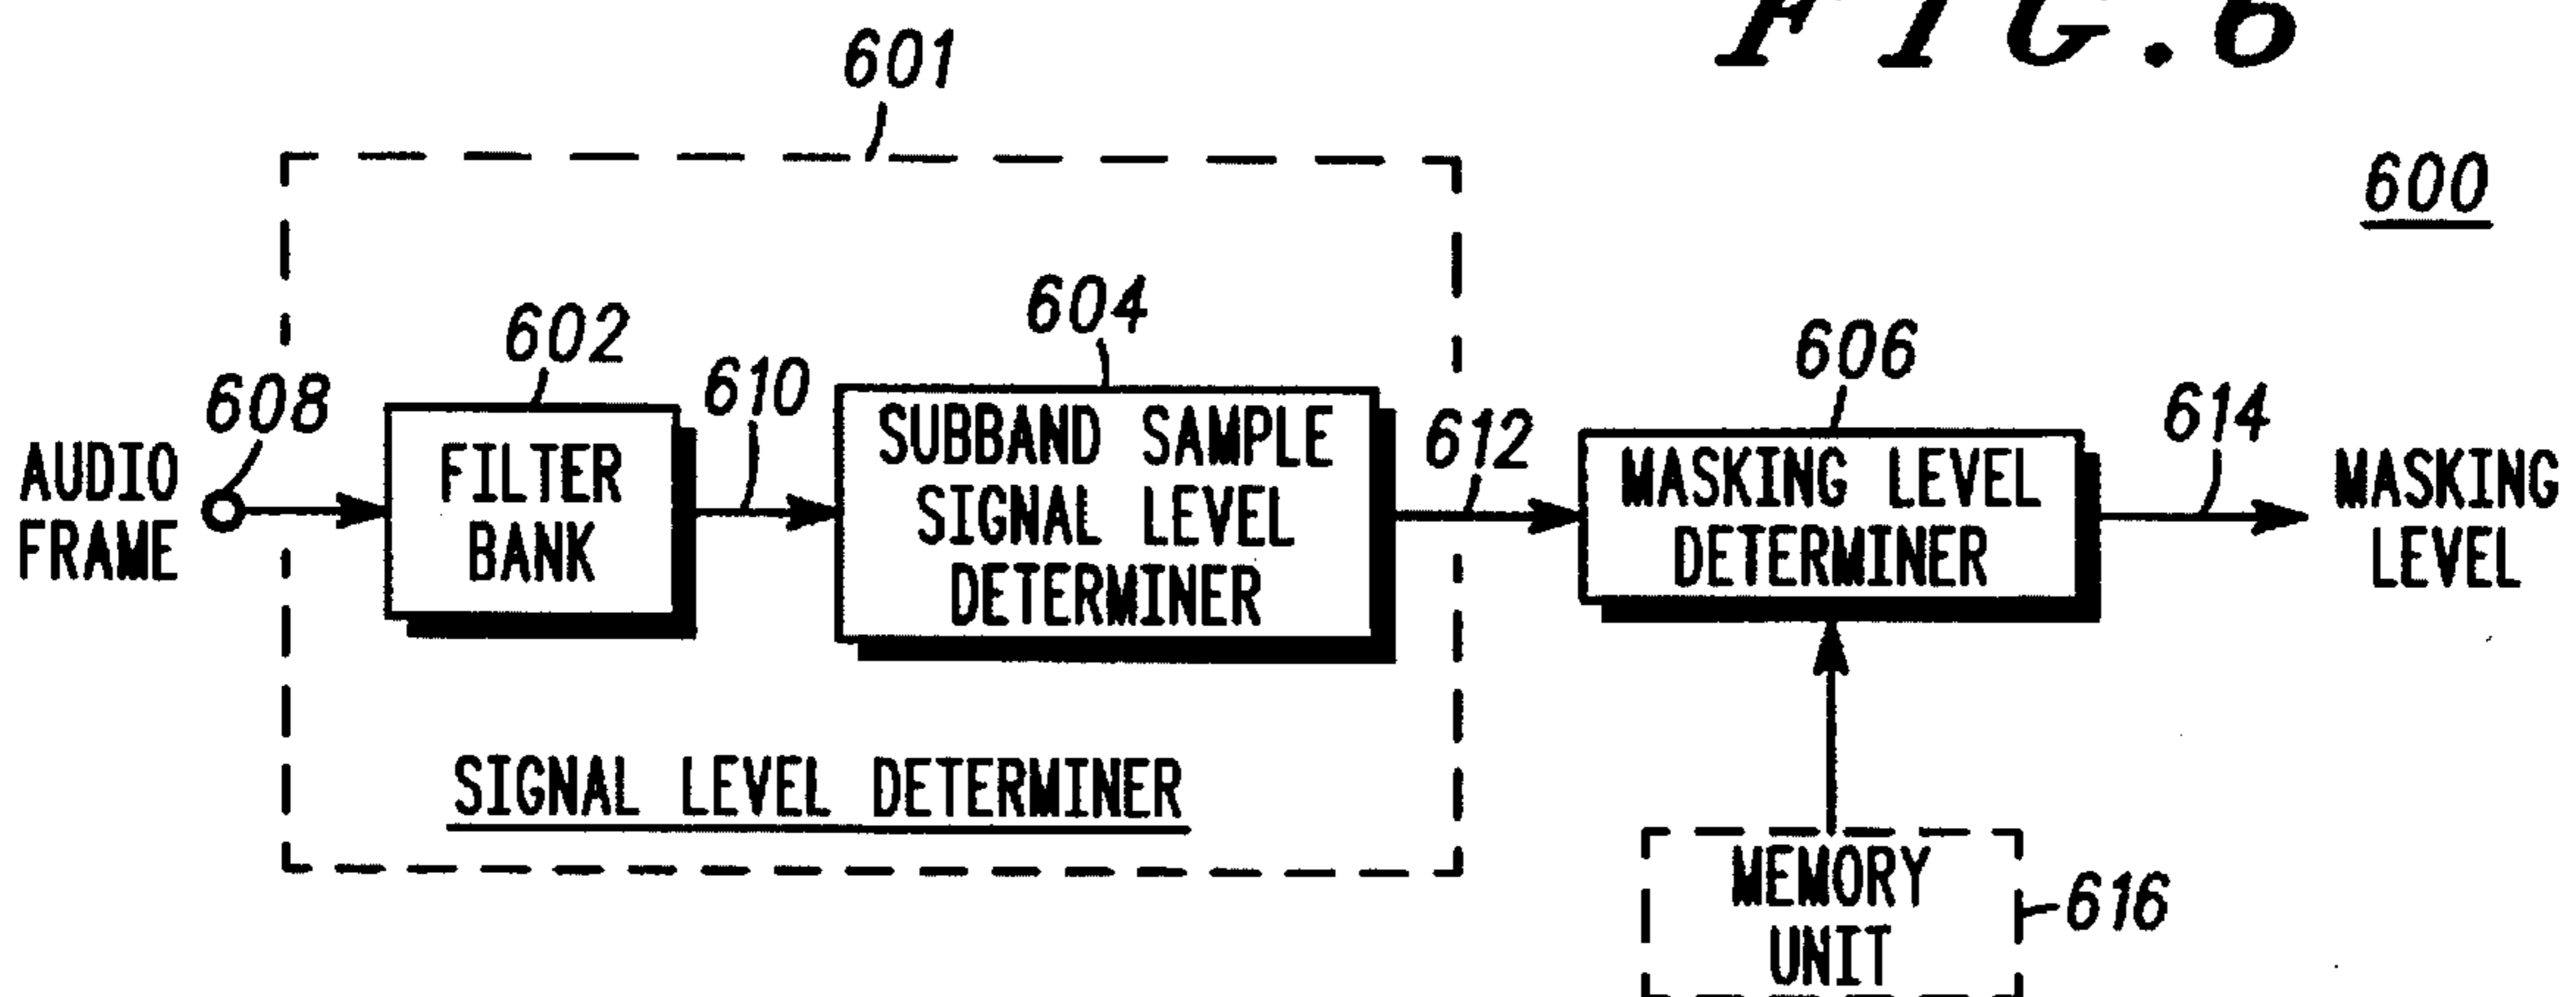 FIG.6
601
600
604
602
606
610
608
614
612
AUDIO
FRAME
FILTER
BANK
SUBBAND SAMPLE
SIGNAL LEVEL
DETERMINER
MASKING LEVEL
DETERMINER
MASKING
LEVEL
SIGNAL LEVEL DETERMINER
MEMORY
UNIT
616